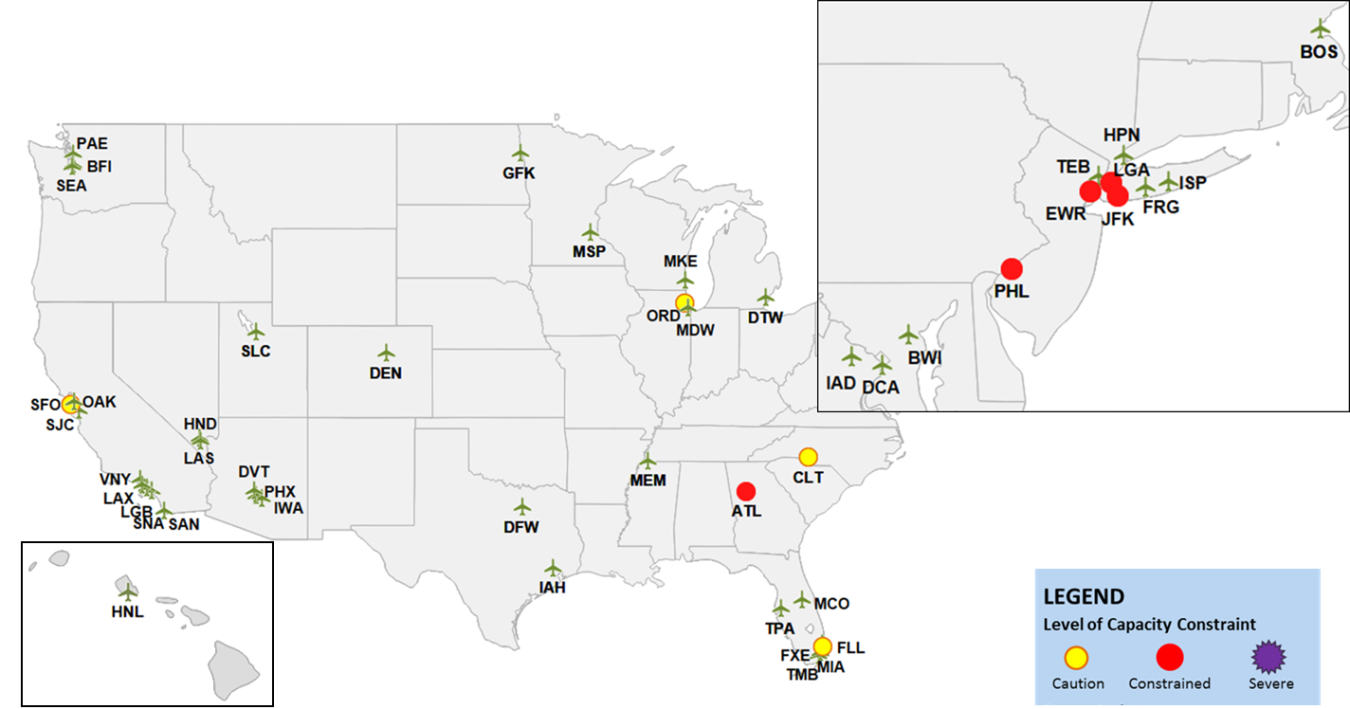 BOS
HPN
TEB
LGA
ISP
EWR
JFK
FRG
PHL
BWI
IAD
DCA
PAE
BFI
SEA
GFK
MSP
MKE
ORD
MDW
DTW
SLC
DEN
SFO
OAK
SJC
HND
LAS
VNY
LAX
LGB
SNA
SAN
DVT
PHX
IWA
MEM
CLT
ATL
DFW
IAH
HNL
MCO
TPA
FLL
FXE
MIA
TMB
LEGEND
Level of Capacity Constraint
Caution Constrained Severe